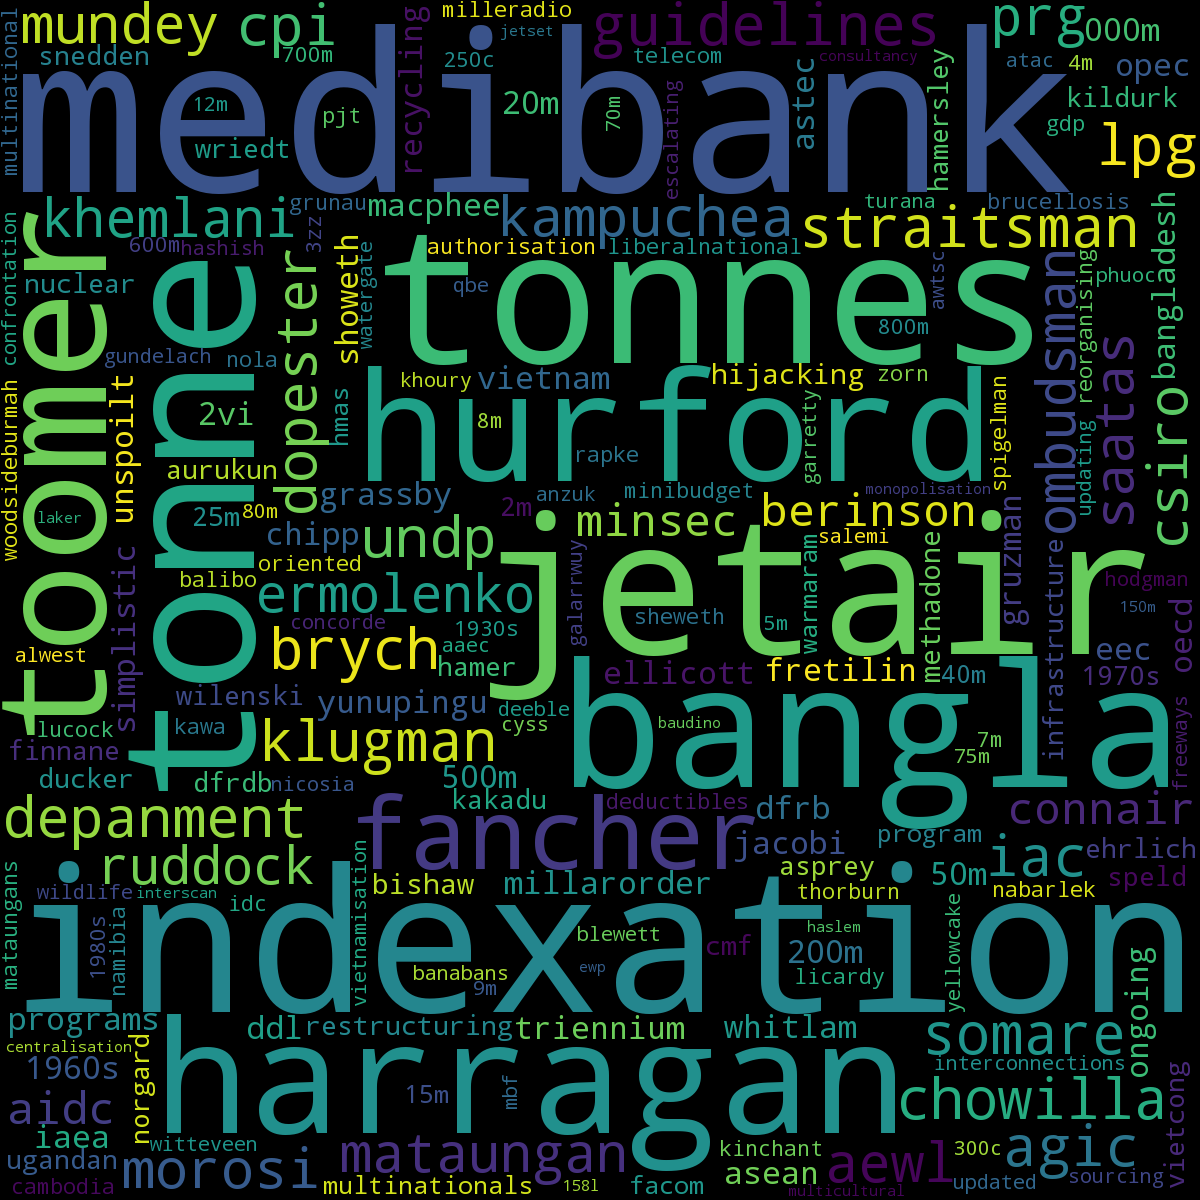 milleradio
jetset
mundey
cpi
guidelines
prg
000m
snedden
700m
250c
telecom
consultancy
atac
4m
opec
multinational
medibank
12m
pjt
recycling
20m
70m
escalating
astec
hamersley
kildurk
gdp
lpg
wriedt
khemlani
grunau
macphee
kampuchea
turana
brucellosis
straitsman
600m
hashish
3zz
authorisation
liberalnational
confrontation
nuclear
tonne
dopester
showeth
watergate
tonnes
qbe
awtsc
800m
phuoc
bangladesh
reorganising
ombudsman
toomer
gundelach
nola
khoury
vietnam
hijacking
zorn
saatas
csiro
woodsideburmah
unspoilt
2vi
hmas
hurford
8m
garretty
spigelman
updating
rapke
aurukun
grassby
2m
anzuk
minibudget
monopolisation
laker
25m
80m
chipp
undp
minsec
berinson
salemi
gruzman
oriented
balibo
simplistic
ermolenko
jetair
galarrwuy
warmaram
methadone
infrastructure
hodgman
150m
concorde
1930s
sheweth
5m
alwest
brych
aaec
hamer
ellicott
fretilin
eec
oecd
1970s
40m
wilenski
yunupingu
deeble
bangla
lucock
kawa
klugman
cyss
baudino
7m
75m
freeways
finnane
ducker
dfrdb
nicosia
500m
kakadu
deductibles
dfrb
connair
depanment
fancher
jacobi
program
ehrlich
ruddock
iac
asprey
speld
mataungans
wildlife
interscan
idc
vietnamisation
bishaw
millarorder
thorburn
50m
nabarlek
indexation
1980s
namibia
blewett
cmf
haslem
200m
yellowcake
banabans
ewp
9m
licardy
ongoing
programs
ddl
restructuring
triennium
whitlam
somare
centralisation
1960s
norgard
harragan
interconnections
15m
mbf
aidc
chowilla
iaea
witteveen
mataungan
kinchant
300c
agic
vietcong
ugandan
morosi
asean
aewl
updated
sourcing
cambodia
multinationals
158l
facom
multicultural